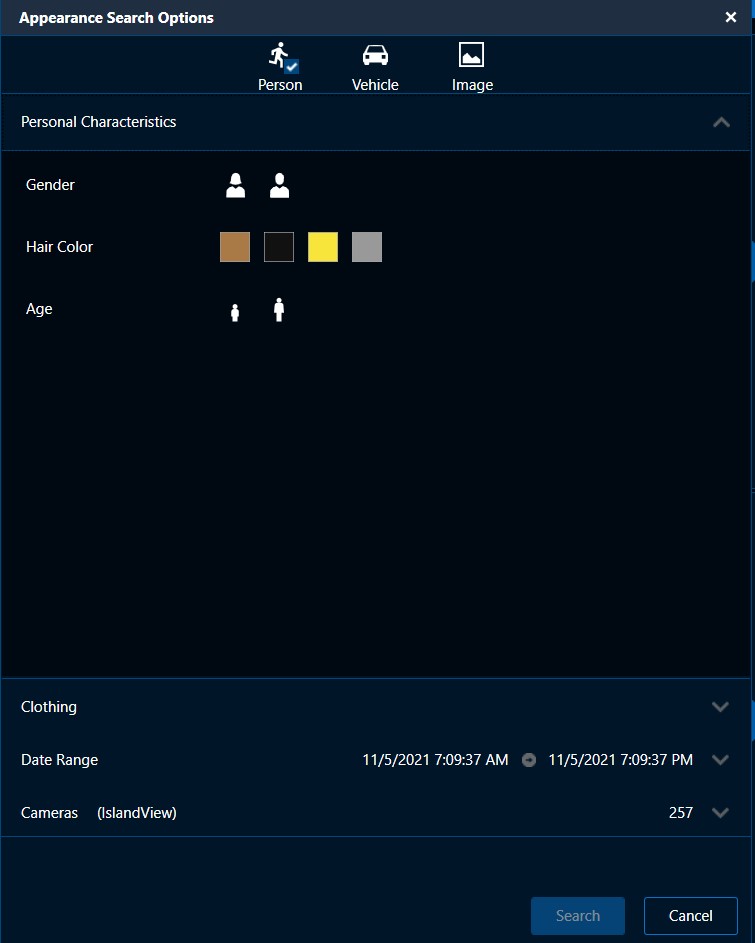 Appearance Search Options
Person Vehicle Image
Personal Characteristics
Gender
Hair Color
Age
Clothing
Date Range 11/5/2021 7:09:37 AM 11/5/2021 7:09:37 PM
Cameras (IslandView) 257
Search Cancel